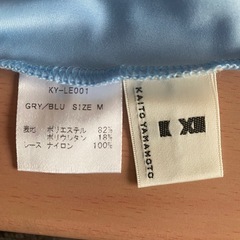 KY-LE001
GRY/BLU SIZE M
表地 ポリエステル 82%
ポリウレタン 18%
レース ナイロン 100%
KAITO YAMAMOTO